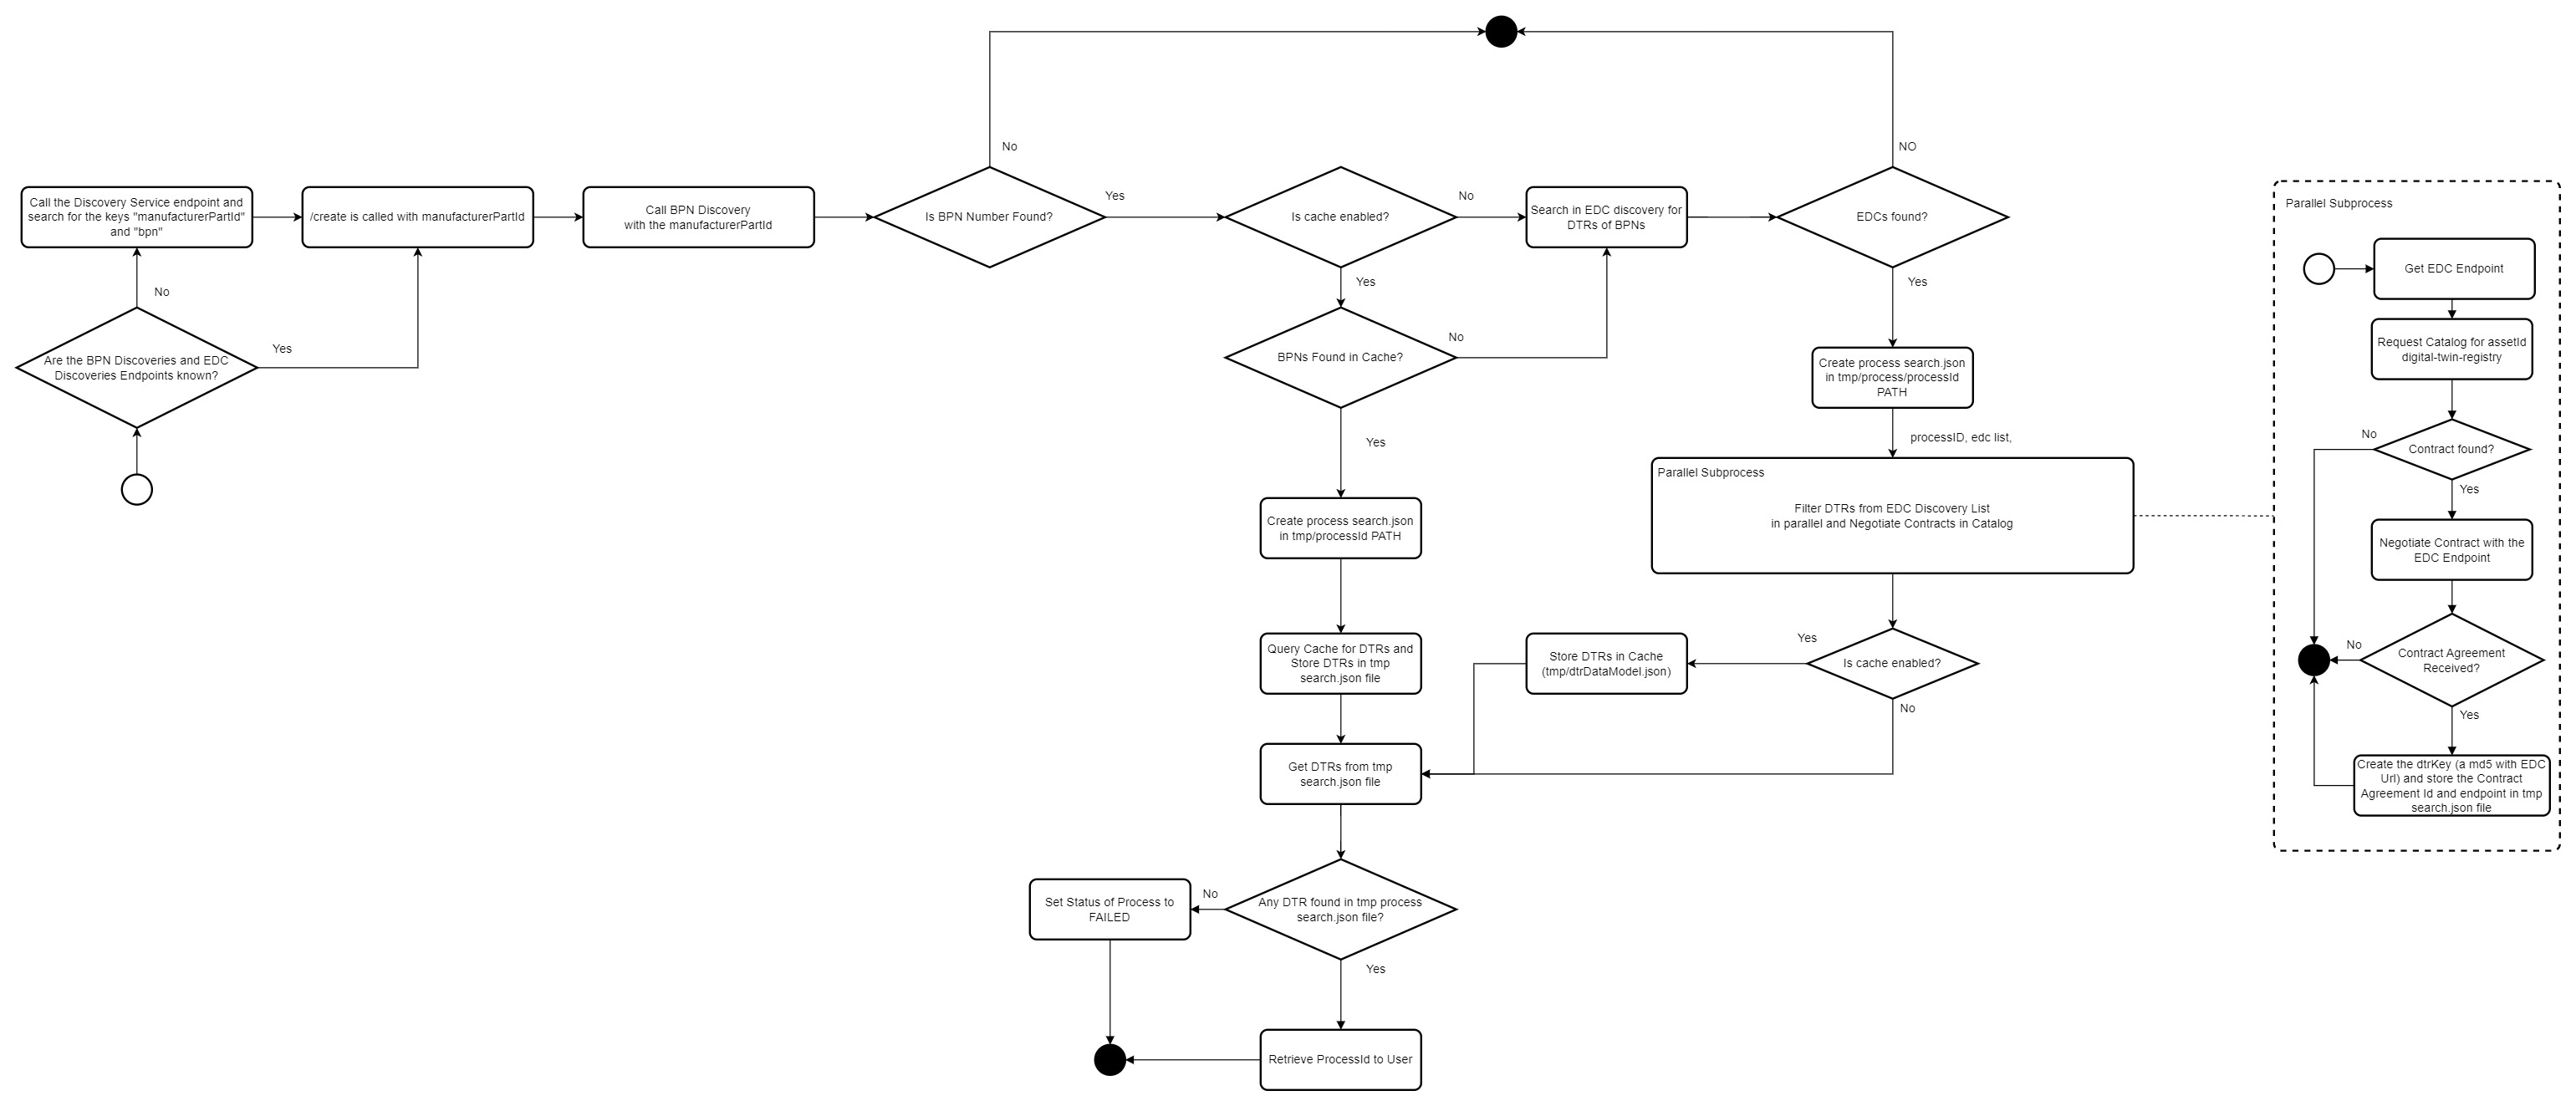 No
NO
Call the Discovery Service endpoint and
search for the keys "manufacturerPartId"
and "bpn"
/create is called with manufacturerPartId
Call BPN Discovery
with the manufacturerPartId
Is BPN Number Found?
Yes
Is cache enabled?
No
Search in EDC discovery for
DTRs of BPNs
EDCs found?
No
Yes
Yes
Are the BPN Discoveries and EDC
Discoveries Endpoints known?
Yes
BPNs Found in Cache?
No
Yes
Create process search.json
in tmp/process/processId
PATH
processID, edc list,
Parallel Subprocess
Filter DTRs from EDC Discovery List
in parallel and Negotiate Contracts in Catalog
Create process search.json
in tmp/processId PATH
Query Cache for DTRs and
Store DTRs in tmp
search.json file
Store DTRs in Cache
(tmp/dtrDataModel.json)
Yes
Is cache enabled?
No
Get DTRs from tmp
search.json file
Set Status of Process to
FAILED
No
Any DTR found in tmp process
search.json file?
Yes
Retrieve ProcessId to User
Parallel Subprocess
Get EDC Endpoint
Request Catalog for assetId
digital-twin-registry
No
Contract found?
Yes
Negotiate Contract with the
EDC Endpoint
No
Contract Agreement
Received?
Yes
Create the dtrKey (a md5 with EDC
Url) and store the Contract
Agreement Id and endpoint in tmp
search.json file